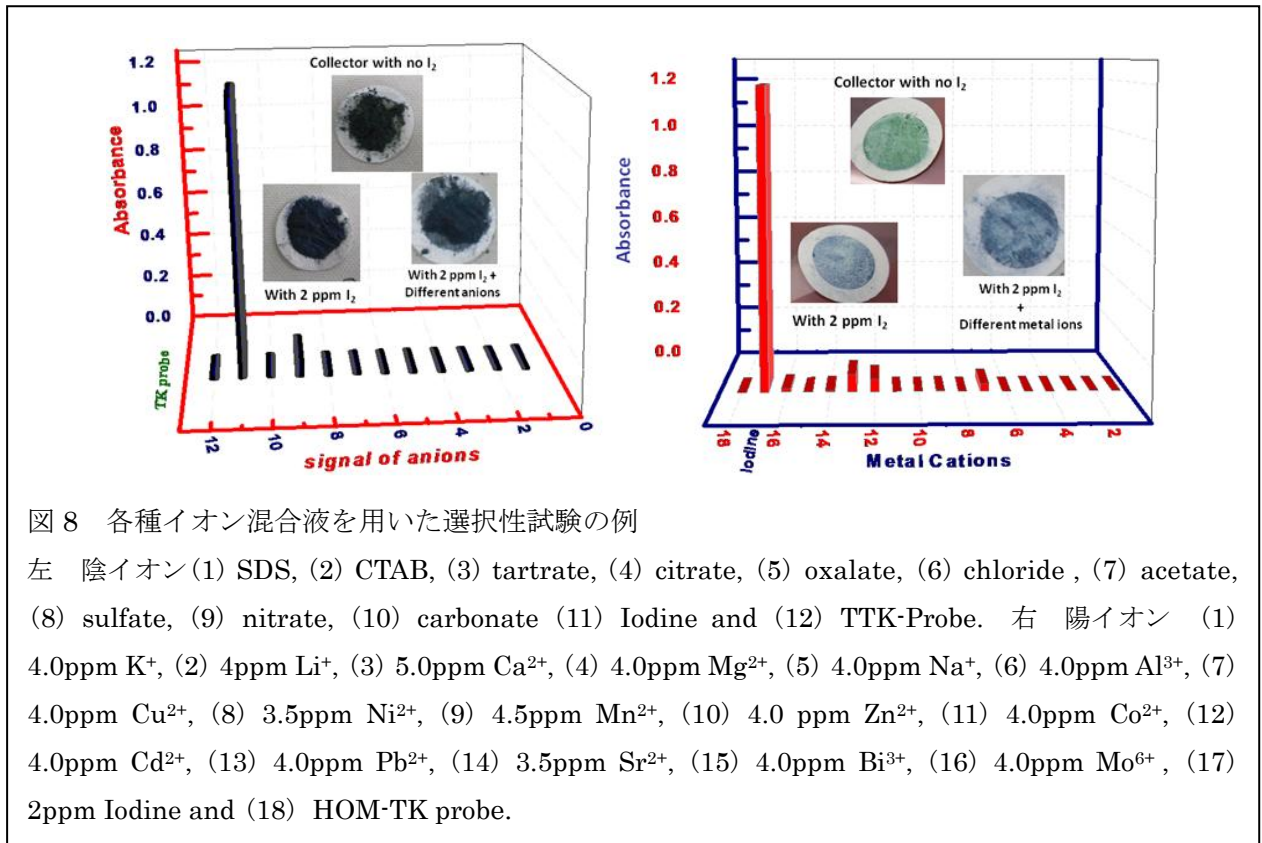 1.2
1.0
0.8
0.6
0.4
0.2
0.0
Absorbance
Collector with no I₂
With 2 ppm I₂
With 2 ppm I₂ +
Different anions
TK probe
12
10
8
6
4
2
0
signal of anions
1.2
1.0
0.8
0.6
0.4
0.2
0.0
Absorbance
Collector with no I₂
With 2 ppm I₂
With 2 ppm I₂
+
Different metal ions
18
Iodine
16
14
12
10
8
6
4
2
Metal Cations
図 8 各種イオン混合液を用いた選択性試験の例
左 陰イオン(1) SDS, (2) CTAB, (3) tartrate, (4) citrate, (5) oxalate, (6) chloride , (7) acetate,
(8) sulfate, (9) nitrate, (10) carbonate (11) Iodine and (12) TTK-Probe. 右 陽イオン (1)
4.0ppm K⁺, (2) 4ppm Li⁺, (3) 5.0ppm Ca²⁺, (4) 4.0ppm Mg²⁺, (5) 4.0ppm Na⁺, (6) 4.0ppm Al³⁺, (7)
4.0ppm Cu²⁺, (8) 3.5ppm Ni²⁺, (9) 4.5ppm Mn²⁺, (10) 4.0 ppm Zn²⁺, (11) 4.0ppm Co²⁺, (12)
4.0ppm Cd²⁺, (13) 4.0ppm Pb²⁺, (14) 3.5ppm Sr²⁺, (15) 4.0ppm Bi³⁺, (16) 4.0ppm Mo⁶⁺ , (17)
2ppm Iodine and (18) HOM-TK probe.